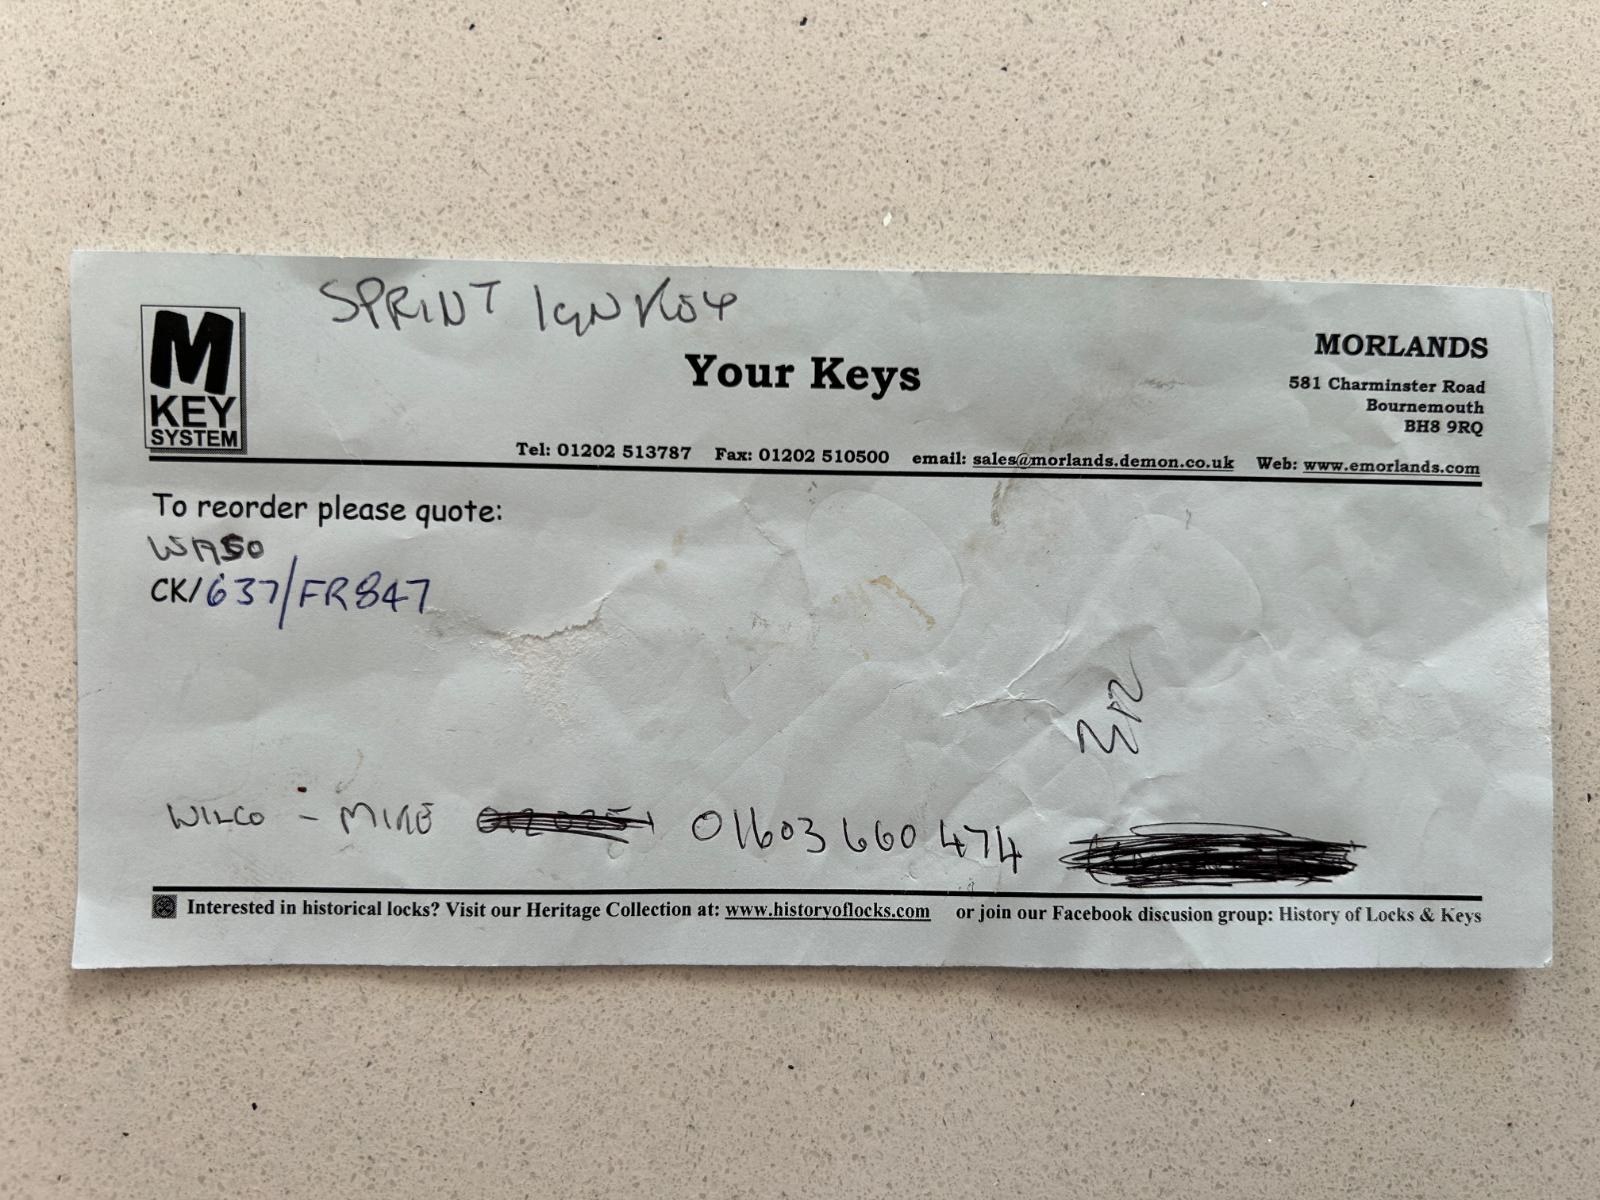 SPRINT IGN KEY
M
KEY
SYSTEM
Your Keys
MORLANDS
581 Charminster Road
Bournemouth
BH8 9RQ
Tel: 01202 513787 Fax: 01202 510500 email: sales@morlands.demon.co.uk Web: www.emorlands.com
To reorder please quote:
WASO
CK/637/FR847
WILCO - MIKE 01603 660 474
Interested in historical locks? Visit our Heritage Collection at: www.historyoflocks.com or join our Facebook discusion group: History of Locks & Keys